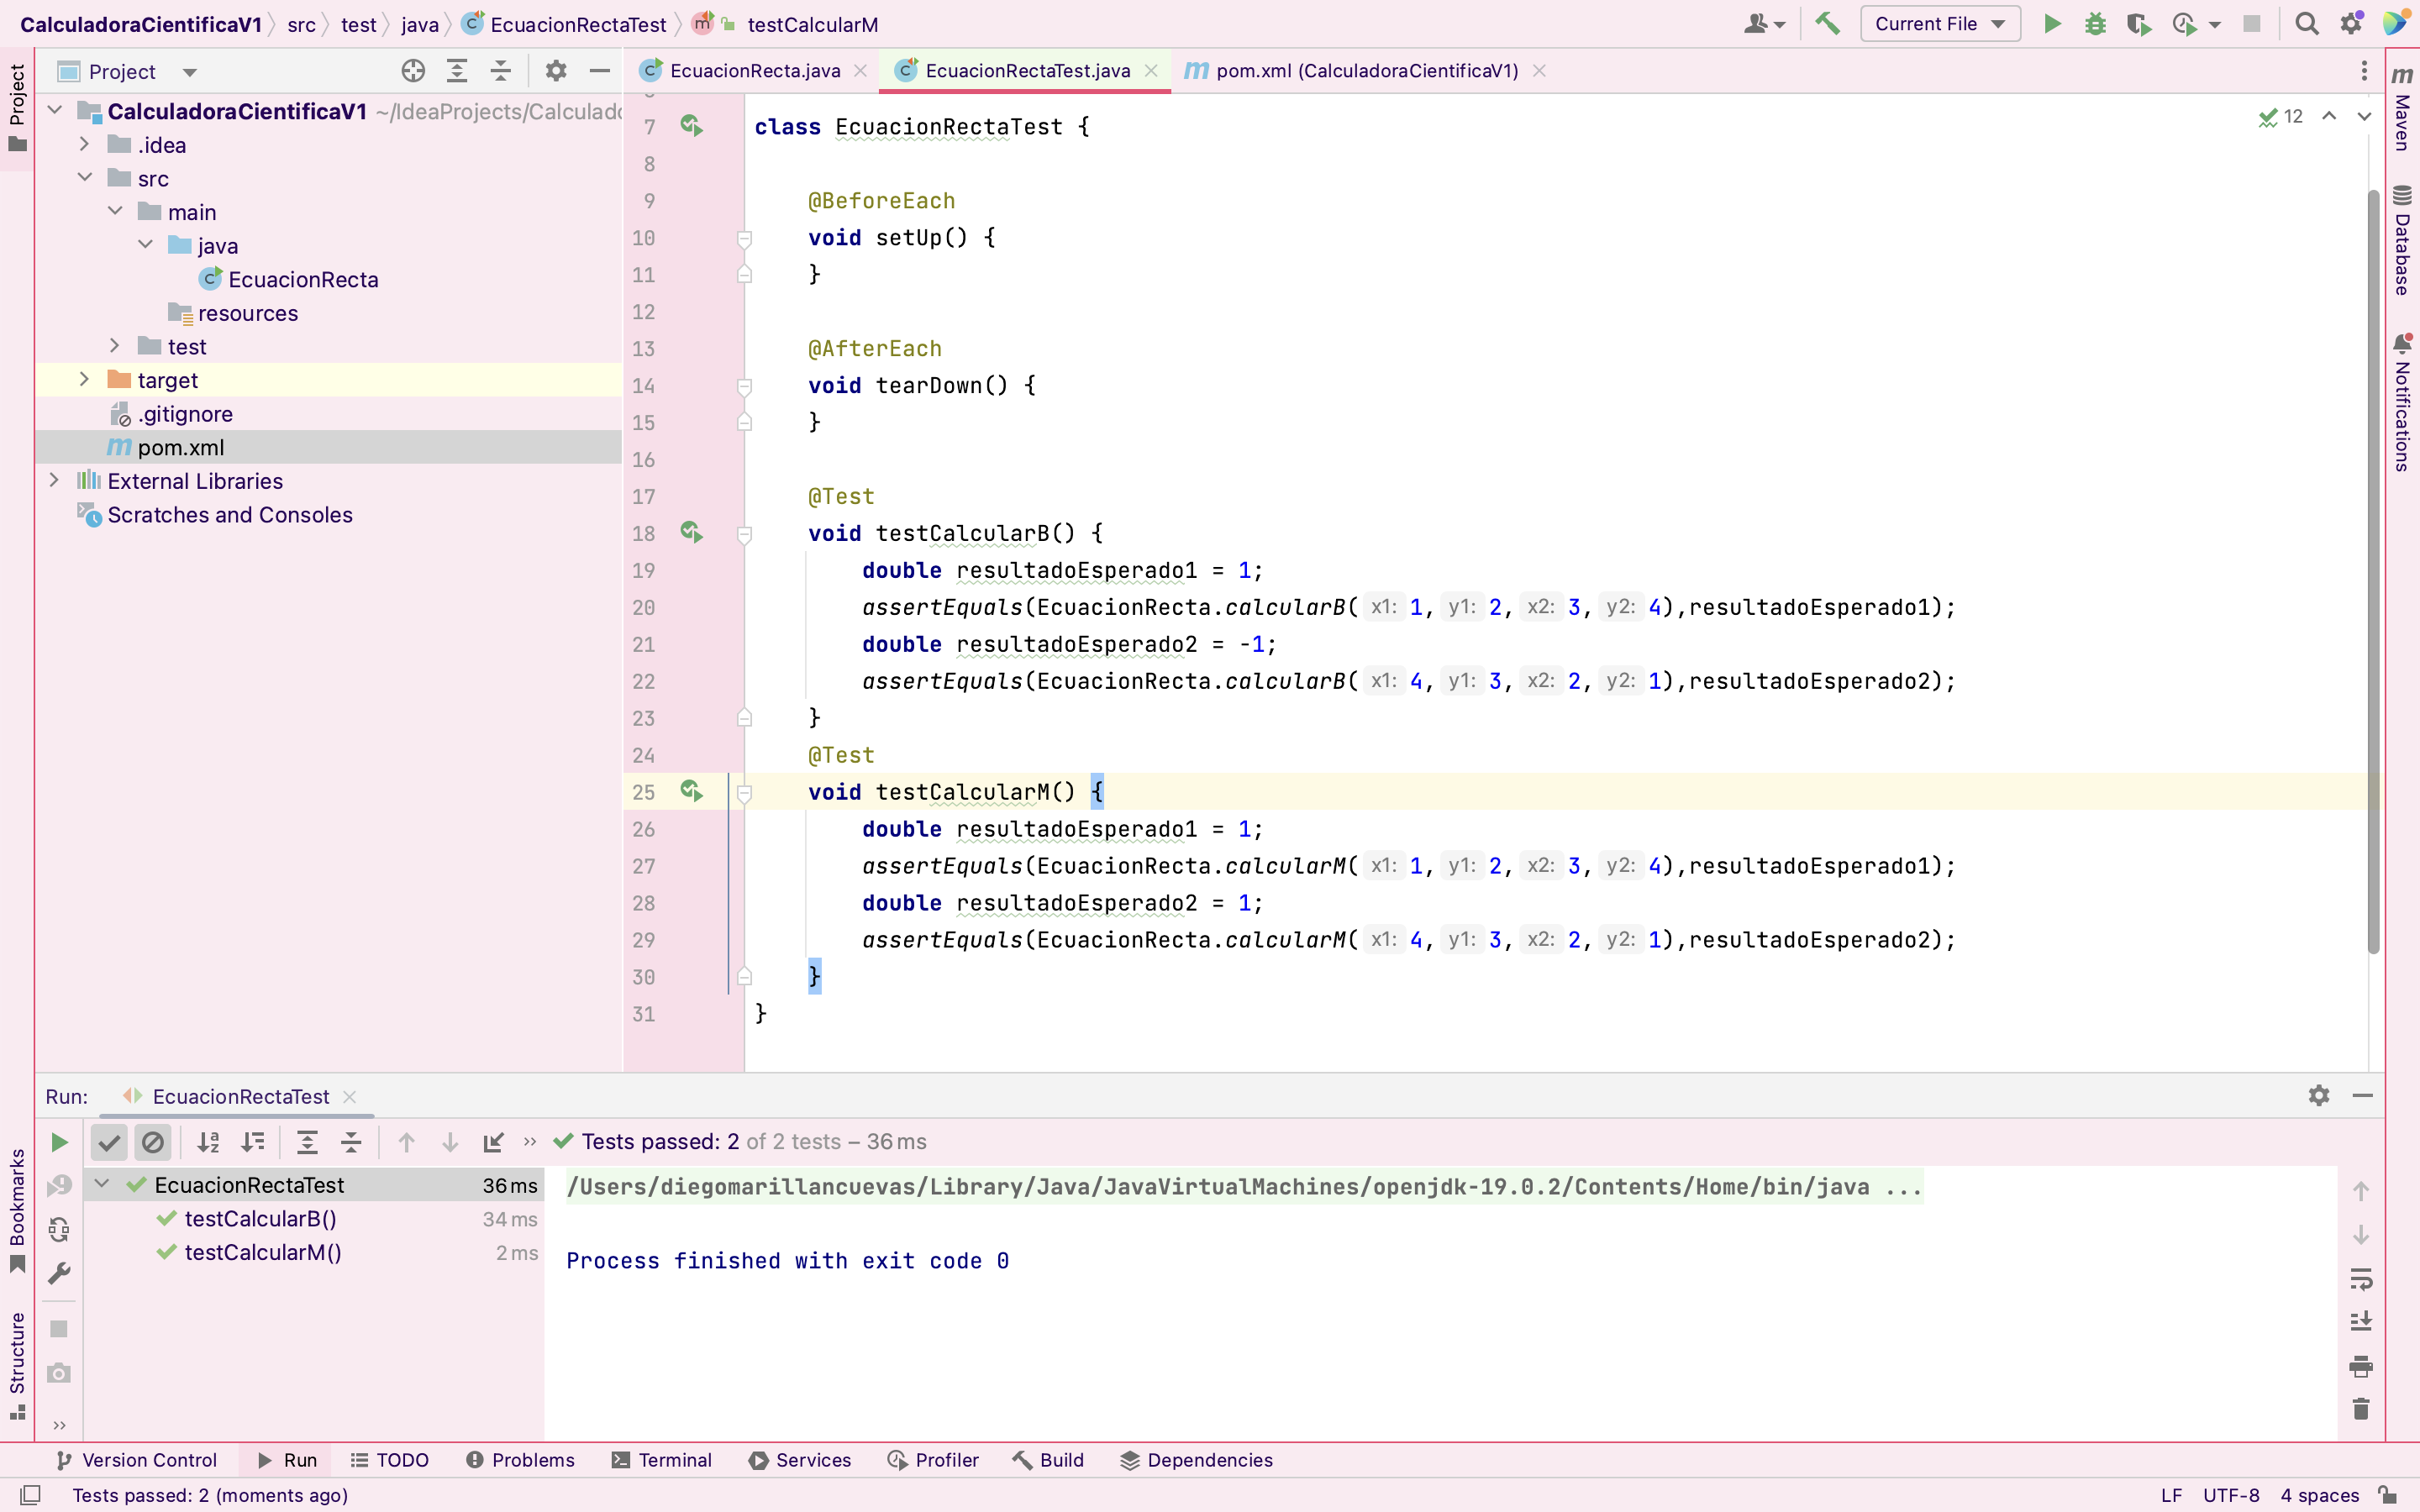 CalculadoraCientificaV1 src test java EcuacionRectaTest testCalcularM
Current File
Project
EcuacionRecta.java
EcuacionRectaTest.java
pom.xml (CalculadoraCientificaV1)
Project
CalculadoraCientificaV1 ~/IdeaProjects/Calculado
.idea
src
main
java
EcuacionRecta
resources
test
target
.gitignore
pom.xml
External Libraries
Scratches and Consoles
12
7 class EcuacionRectaTest {
8
9 @BeforeEach
10 void setUp() {
11 }
12
13 @AfterEach
14 void tearDown() {
15 }
16
17 @Test
18 void testCalcularB() {
19 double resultadoEsperado1 = 1;
20 assertEquals(EcuacionRecta.calcularB( x1: 1, y1: 2, x2: 3, y2: 4),resultadoEsperado1);
21 double resultadoEsperado2 = -1;
22 assertEquals(EcuacionRecta.calcularB( x1: 4, y1: 3, x2: 2, y2: 1),resultadoEsperado2);
23 }
24 @Test
25 void testCalcularM() {
26 double resultadoEsperado1 = 1;
27 assertEquals(EcuacionRecta.calcularM( x1: 1, y1: 2, x2: 3, y2: 4),resultadoEsperado1);
28 double resultadoEsperado2 = 1;
29 assertEquals(EcuacionRecta.calcularM( x1: 4, y1: 3, x2: 2, y2: 1),resultadoEsperado2);
30 }
31 }
Maven
Database
Notifications
Run: EcuacionRectaTest
Tests passed: 2 of 2 tests – 36 ms
EcuacionRectaTest 36 ms
testCalcularB() 34 ms
testCalcularM() 2 ms
/Users/diegomarillancuevas/Library/Java/JavaVirtualMachines/openjdk-19.0.2/Contents/Home/bin/java ...
Process finished with exit code 0
Bookmarks
Structure
Version Control Run TODO Problems Terminal Services Profiler Build Dependencies
Tests passed: 2 (moments ago)
LF UTF-8 4 spaces